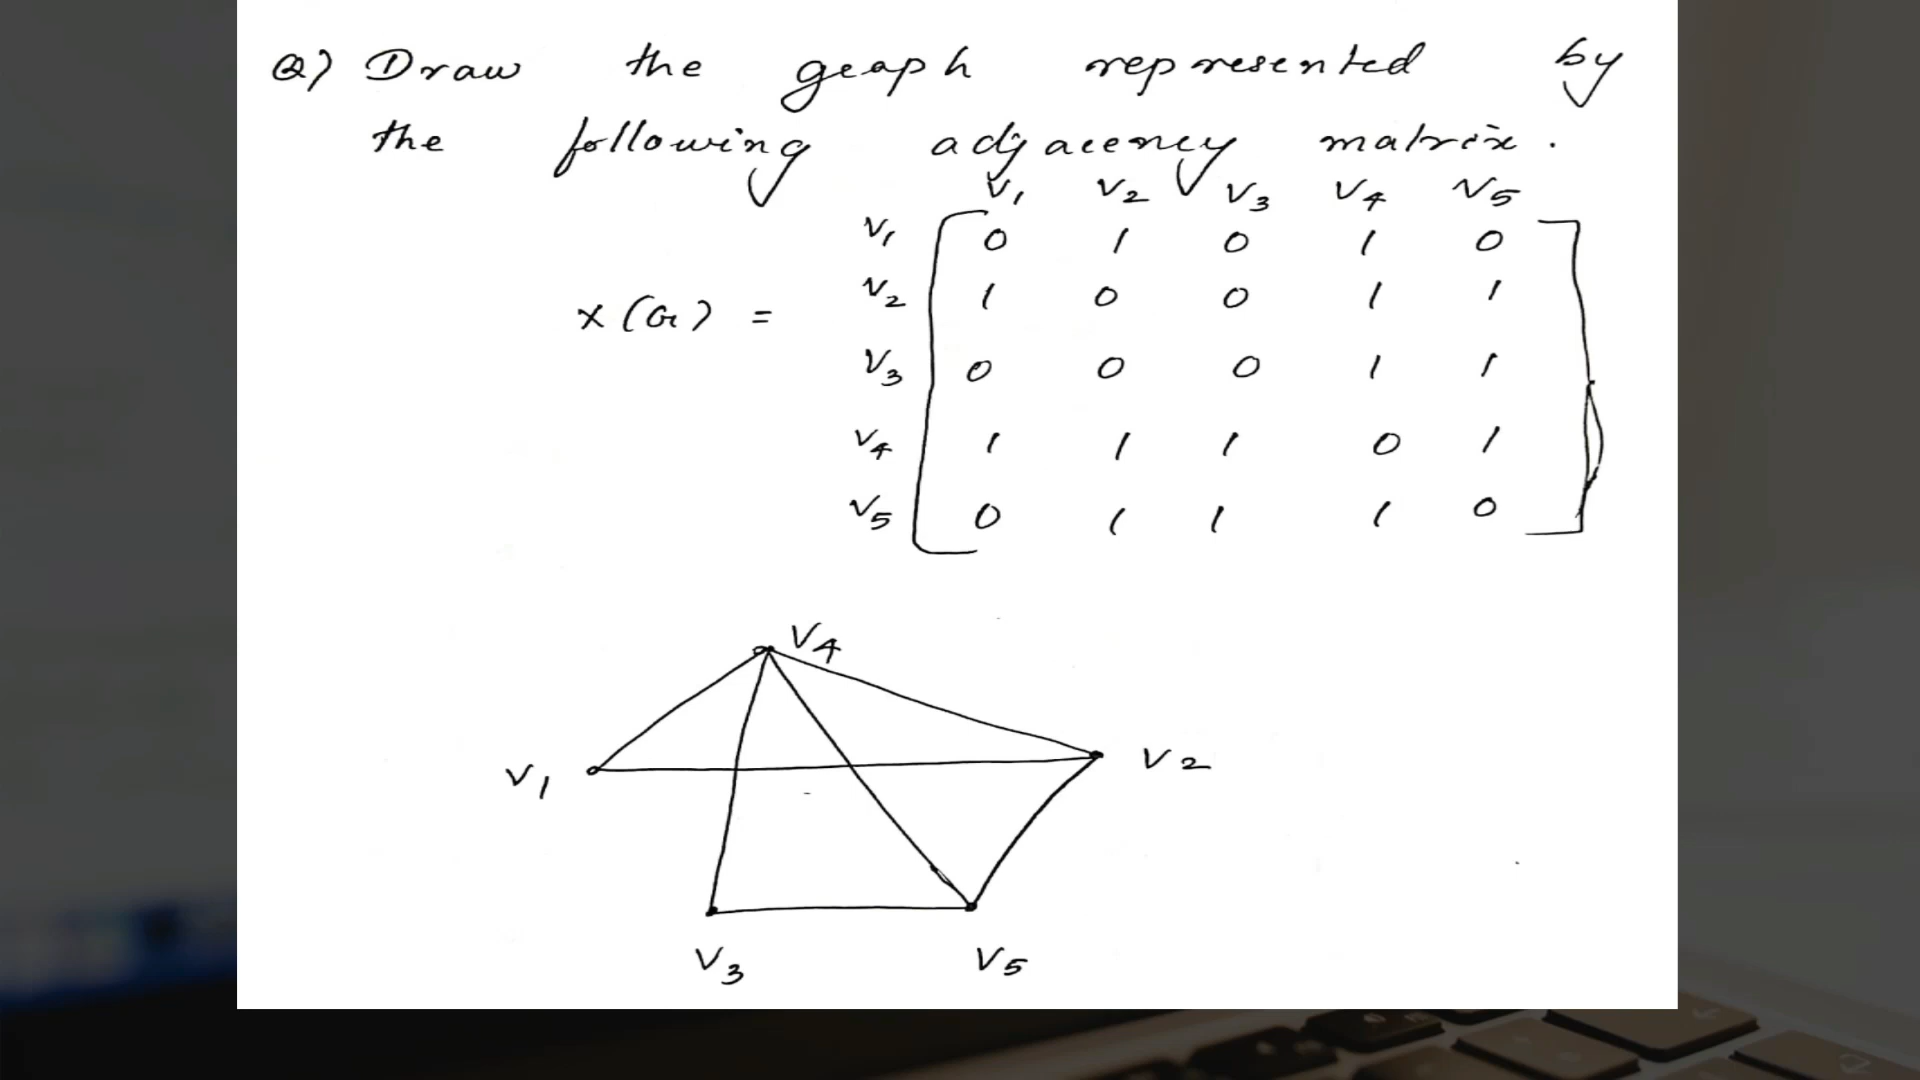 Q) Draw the graph represented by
the following adjacency matrix.
V1 V2 V3 V4 V5
V1 0 1 0 1 0
V2 1 0 0 1 1
X(G) =
V3 0 0 0 1 1
V4 1 1 1 0 1
V5 0 1 1 1 0
V4
V1 V2
V3 V5